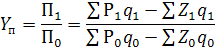 Yп = П1/П0 = (∑ P1q1 − ∑ Z1q1)/(∑ P0q0 − ∑ Z0q0)